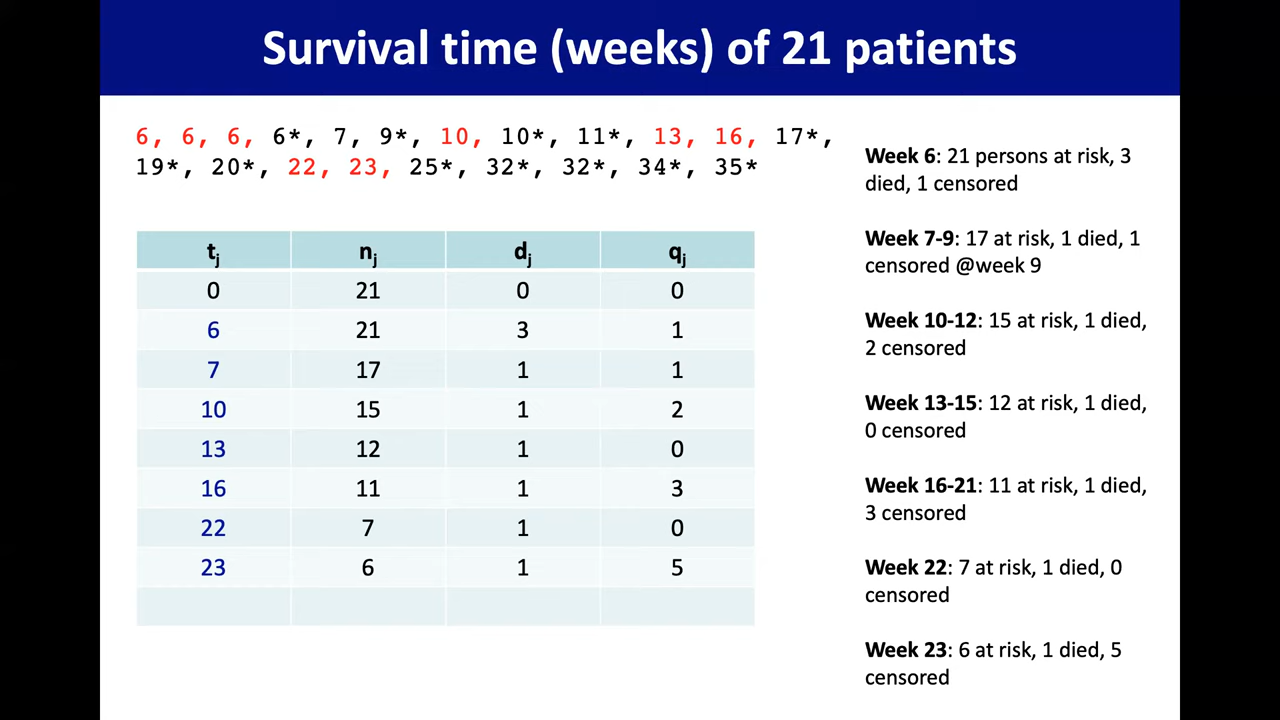 Survival time (weeks) of 21 patients
6, 6, 6, 6*, 7, 9*, 10, 10*, 11*, 13, 16, 17*,
19*, 20*, 22, 23, 25*, 32*, 32*, 34*, 35*
tj nj dj qj
0 21 0 0
6 21 3 1
7 17 1 1
10 15 1 2
13 12 1 0
16 11 1 3
22 7 1 0
23 6 1 5
Week 6: 21 persons at risk, 3
died, 1 censored
Week 7-9: 17 at risk, 1 died, 1
censored @week 9
Week 10-12: 15 at risk, 1 died,
2 censored
Week 13-15: 12 at risk, 1 died,
0 censored
Week 16-21: 11 at risk, 1 died,
3 censored
Week 22: 7 at risk, 1 died, 0
censored
Week 23: 6 at risk, 1 died, 5
censored